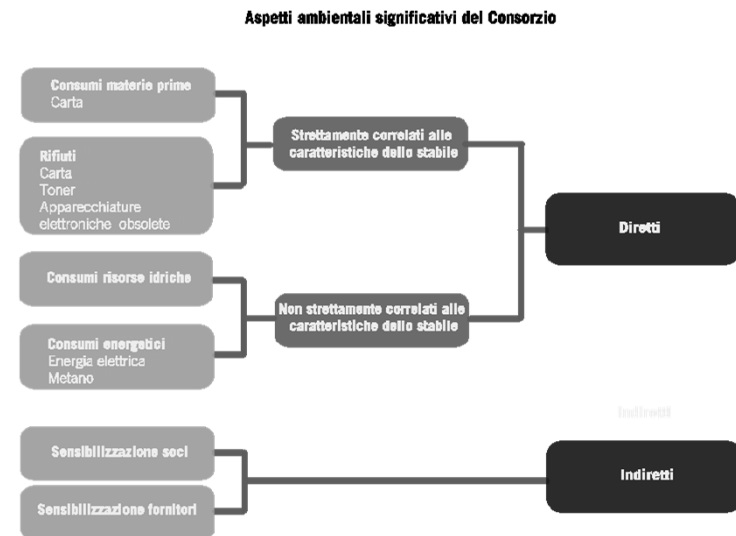 Aspetti ambientali significativi del Consorzio
Consumi materie prime
Carta
Strettamente correlati alle
caratteristiche dello stabile
Rifiuti
Carta
Toner
Apparecchiature
elettroniche obsolete
Diretti
Consumi risorse idriche
Non strettamente correlati alle
caratteristiche dello stabile
Consumi energetici
Energia elettrica
Metano
Indiretti
Sensibilizzazione soci
Indiretti
Sensibilizzazione fornitori